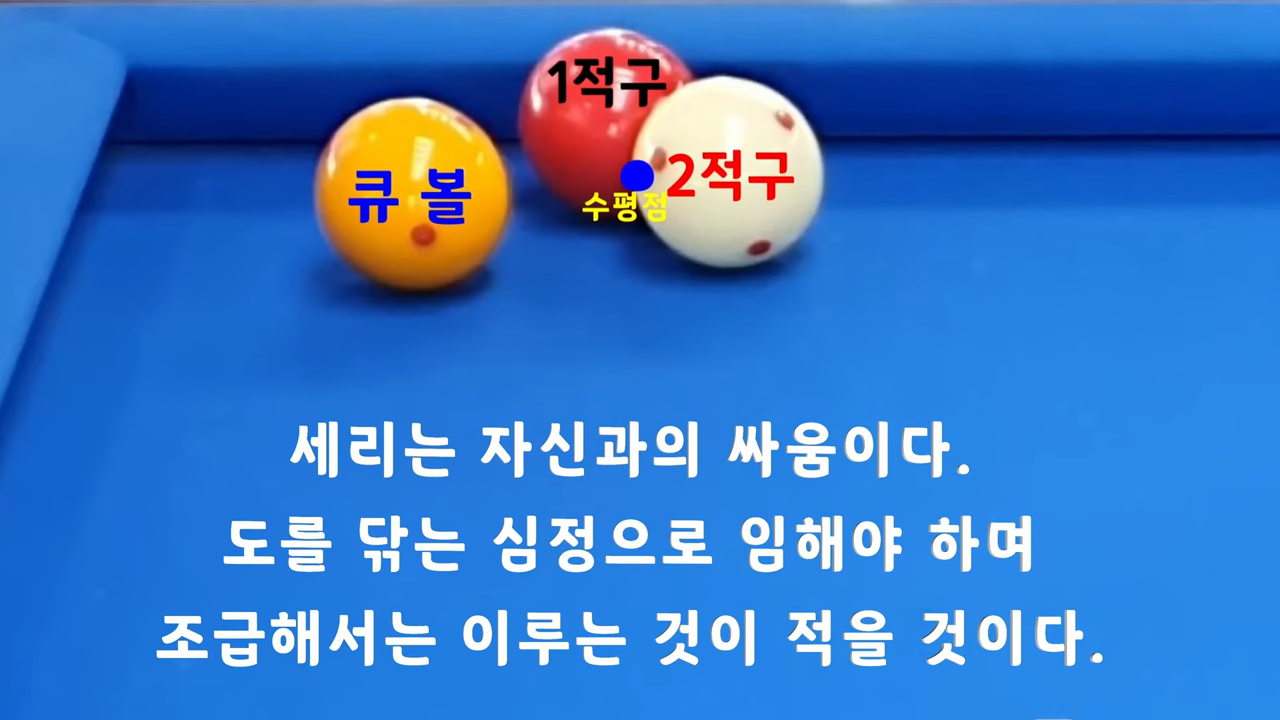 1적구
큐 볼
2적구
수평점
세리는 자신과의 싸움이다.
도를 닦는 심정으로 임해야 하며
조급해서는 이루는 것이 적을 것이다.